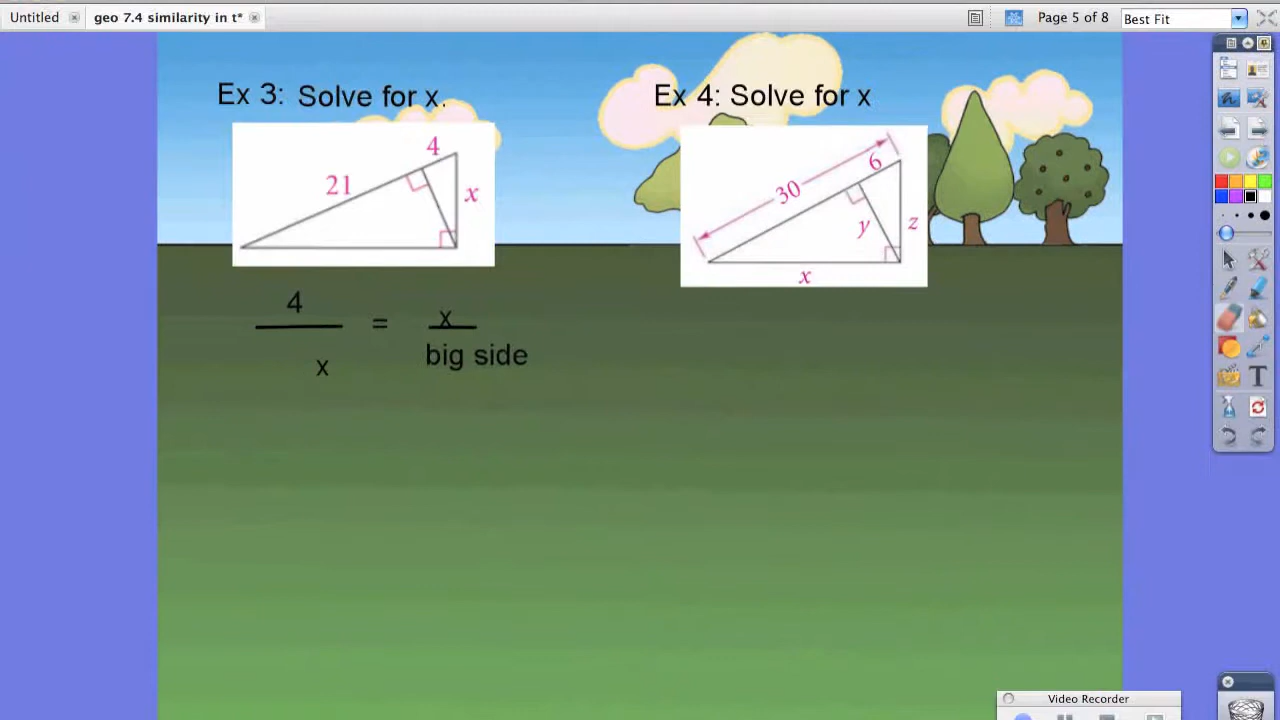 Untitled
geo 7.4 similarity in t*
Page 5 of 8
Best Fit
Ex 3: Solve for x.
4
21
x
4
=
x
x
big side
Ex 4: Solve for x
6
30
y
z
x
T
Video Recorder